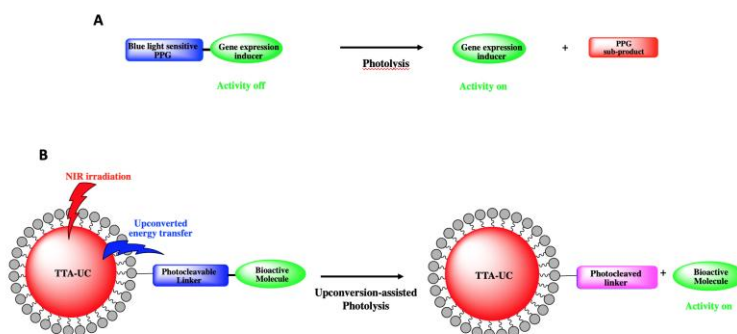 A
Blue light sensitive
PPG
Gene expression
inducer
Activity off
Photolysis
Gene expression
inducer
Activity on
+
PPG
sub-product
B
NIR irradiation
Upconverted
energy transfer
TTA-UC
Photocleavable
Linker
Bioactive
Molecule
Upconversion-assisted
Photolysis
TTA-UC
Photocleaved
linker
+
Bioactive
Molecule
Activity on